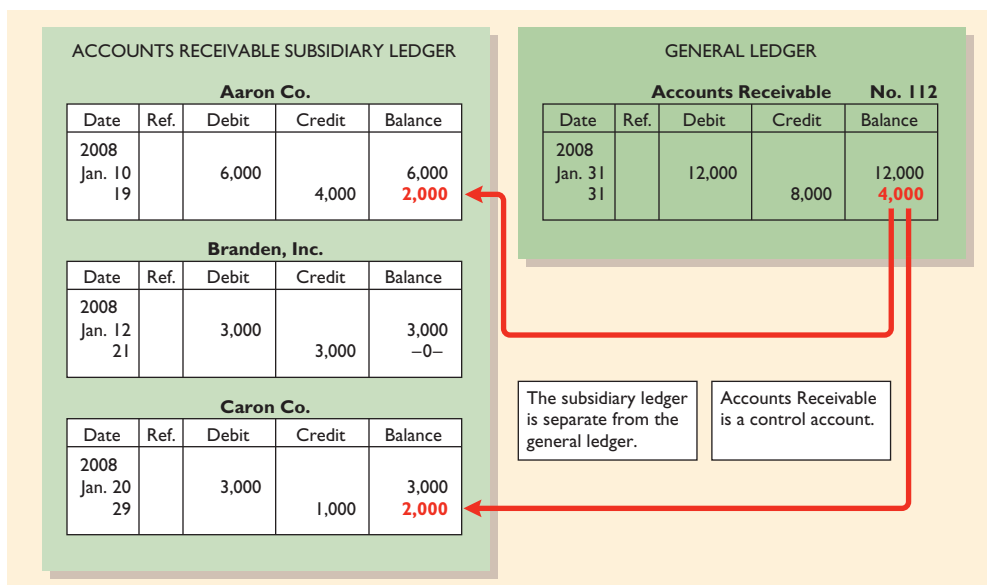 ACCOUNTS RECEIVABLE SUBSIDIARY LEDGER
Aaron Co.
Date Ref. Debit Credit Balance
2008
Jan. 10 6,000 6,000
19 4,000 2,000
Branden, Inc.
Date Ref. Debit Credit Balance
2008
Jan. 12 3,000 3,000
21 3,000 –0–
Caron Co.
Date Ref. Debit Credit Balance
2008
Jan. 20 3,000 3,000
29 1,000 2,000
GENERAL LEDGER
Accounts Receivable No. 112
Date Ref. Debit Credit Balance
2008
Jan. 31 12,000 12,000
31 8,000 4,000
The subsidiary ledger
is separate from the
general ledger.
Accounts Receivable
is a control account.